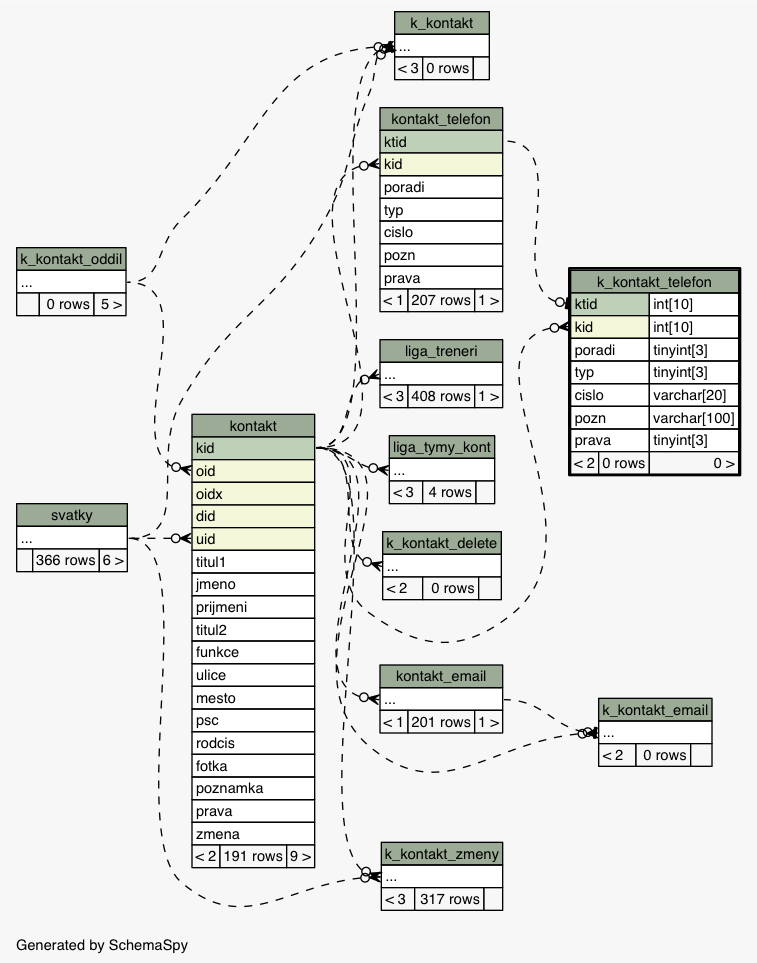 k_kontakt
...
< 3 0 rows
kontakt_telefon
ktid
kid
poradi
typ
cislo
pozn
prava
< 1 207 rows 1 >
k_kontakt_oddil
...
0 rows 5 >
k_kontakt_telefon
ktid int[10]
kid int[10]
poradi tinyint[3]
typ tinyint[3]
cislo varchar[20]
pozn varchar[100]
prava tinyint[3]
< 2 0 rows 0 >
liga_treneri
...
< 3 408 rows 1 >
kontakt
kid
oid
oidx
did
uid
titul1
jmeno
prijmeni
titul2
funkce
ulice
mesto
psc
rodcis
fotka
poznamka
prava
zmena
< 2 191 rows 9 >
liga_tymy_kont
...
< 3 4 rows
svatky
...
366 rows 6 >
k_kontakt_delete
...
< 2 0 rows
kontakt_email
...
< 1 201 rows 1 >
k_kontakt_email
...
< 2 0 rows
k_kontakt_zmeny
...
< 3 317 rows
Generated by SchemaSpy